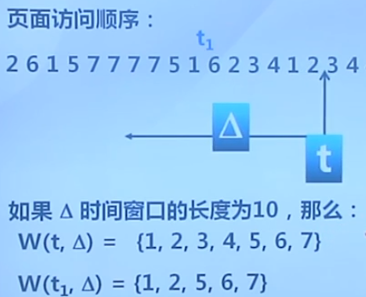 页面访问顺序：
t₁
2 6 1 5 7 7 7 7 5 1 6 2 3 4 1 2 3 4
Δ
t
如果 Δ 时间窗口的长度为10，那么：
W(t, Δ) = {1, 2, 3, 4, 5, 6, 7}
W(t₁, Δ) = {1, 2, 5, 6, 7}